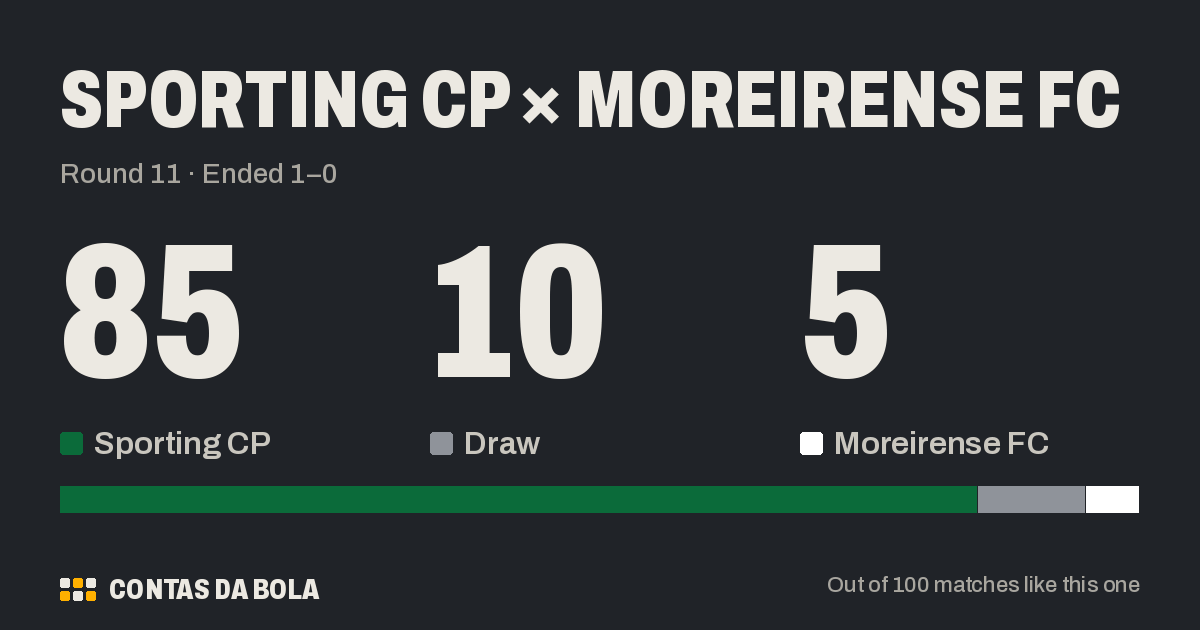 SPORTING CP × MOREIRENSE FC
Round 11 · Ended 1–0
85 10 5
Sporting CP Draw Moreirense FC
CONTAS DA BOLA Out of 100 matches like this one